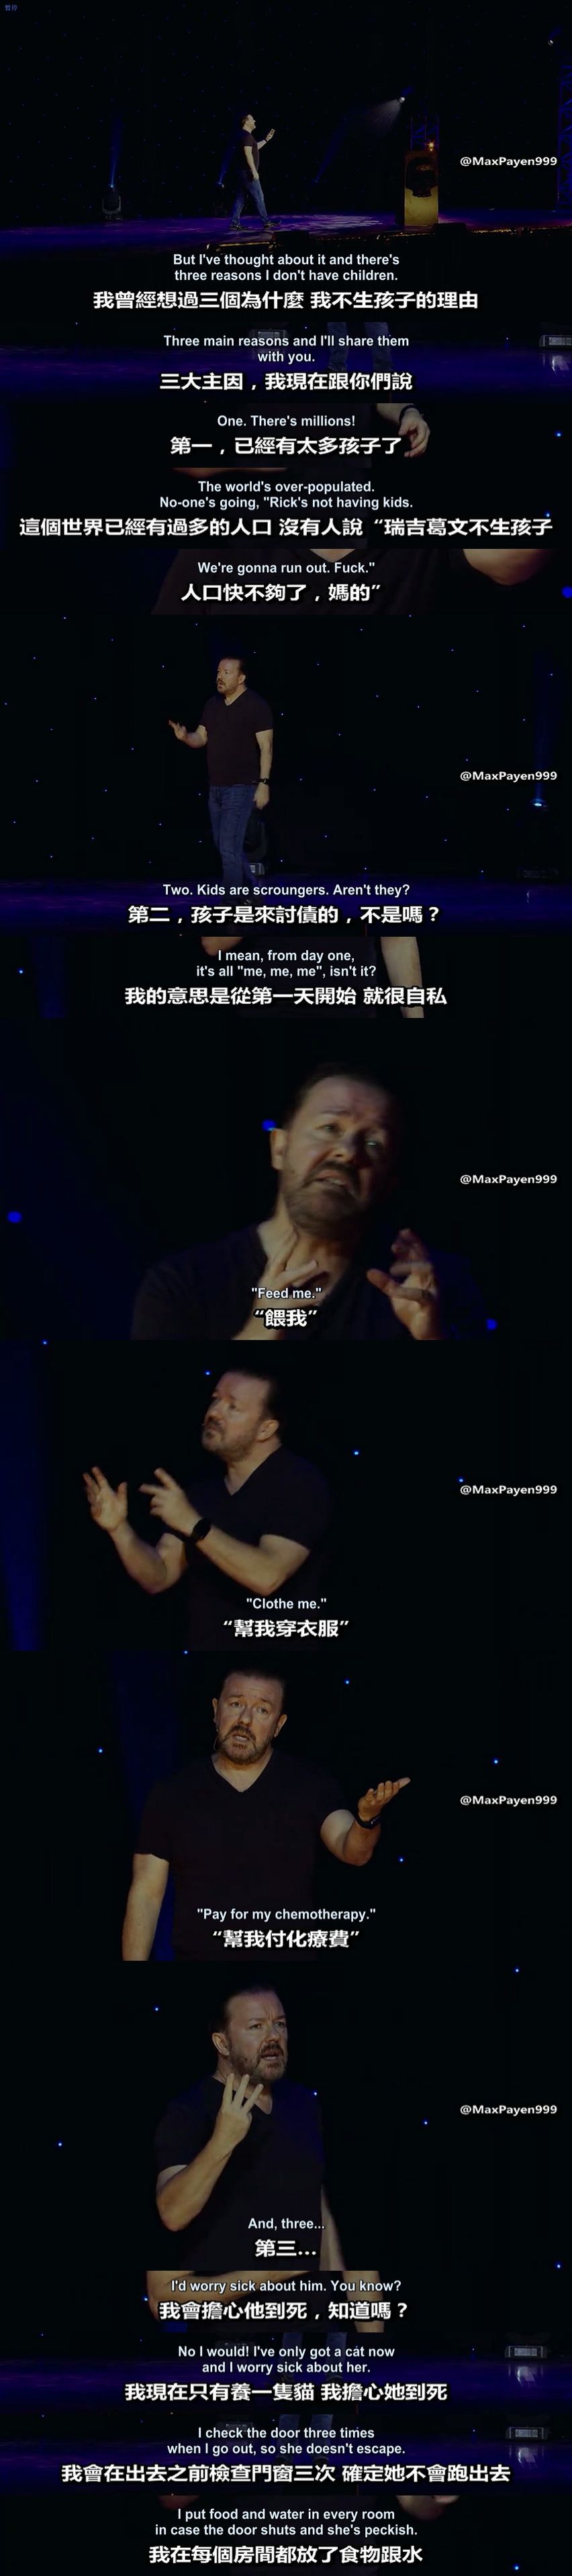 暫停
@MaxPayen999
But I've thought about it and there's
three reasons I don't have children.
我曾經想過三個為什麼 我不生孩子的理由
Three main reasons and I'll share them
with you.
三大主因，我現在跟你們說
One. There's millions!
第一，已經有太多孩子了
The world's over-populated.
No-one's going, "Rick's not having kids.
這個世界已經有過多的人口 沒有人說 “瑞吉葛文不生孩子
We're gonna run out. Fuck."
人口快不夠了，媽的”
@MaxPayen999
Two. Kids are scroungers. Aren't they?
第二，孩子是來討債的，不是嗎？
I mean, from day one,
it's all "me, me, me", isn't it?
我的意思是從第一天開始 就很自私
@MaxPayen999
"Feed me."
“餵我”
@MaxPayen999
"Clothe me."
“幫我穿衣服”
@MaxPayen999
"Pay for my chemotherapy."
“幫我付化療費”
@MaxPayen999
And, three...
第三...
I'd worry sick about him. You know?
我會擔心他到死，知道嗎？
No I would! I've only got a cat now
and I worry sick about her.
我現在只有養一隻貓 我擔心她到死
I check the door three times
when I go out, so she doesn't escape.
我會在出去之前檢查門窗三次 確定她不會跑出去
I put food and water in every room
in case the door shuts and she's peckish.
我在每個房間都放了食物跟水